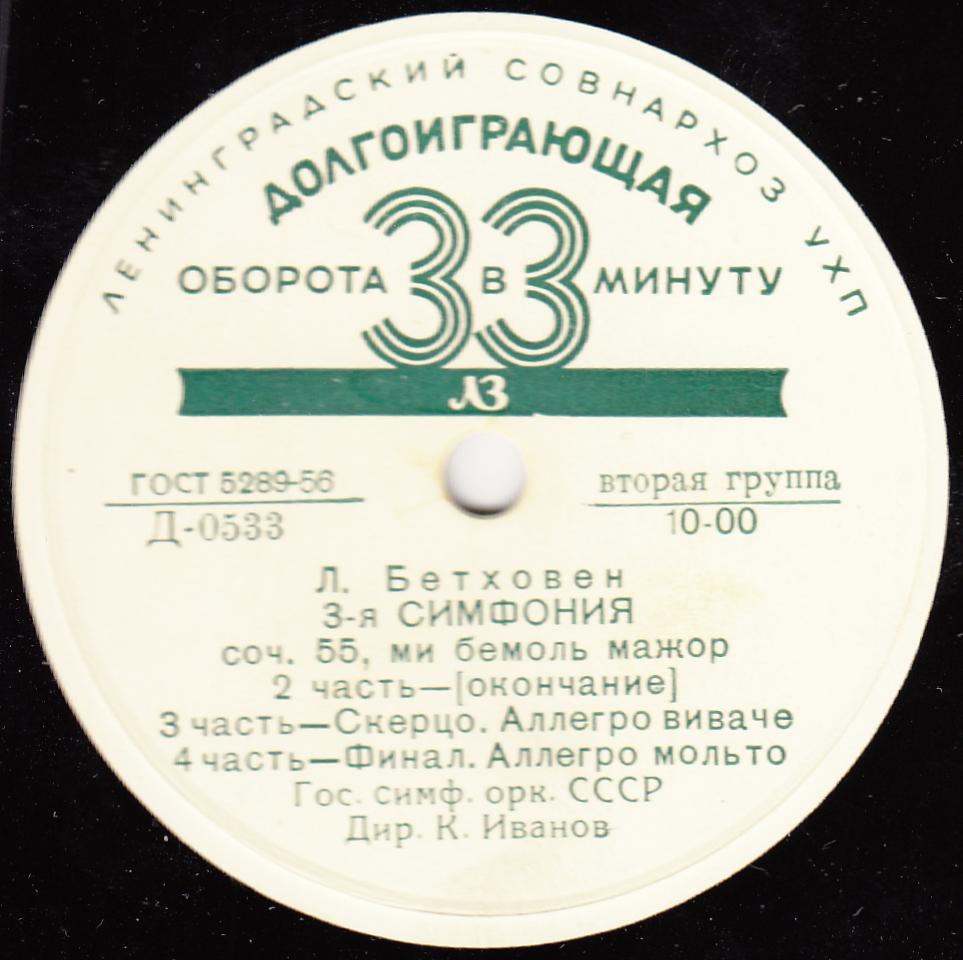 ЛЕНИНГРАДСКИЙ СОВНАРХОЗ УХП
ДОЛГОИГРАЮЩАЯ
ОБОРОТА 33 В МИНУТУ
ЛЗ
ГОСТ 5289-56
Д-0533
вторая группа
10-00
Л. Бетховен
3-я СИМФОНИЯ
соч. 55, ми бемоль мажор
2 часть—[окончание]
3 часть—Скерцо. Аллегро виваче
4 часть—Финал. Аллегро мольто
Гос. симф. орк. СССР
Дир. К. Иванов